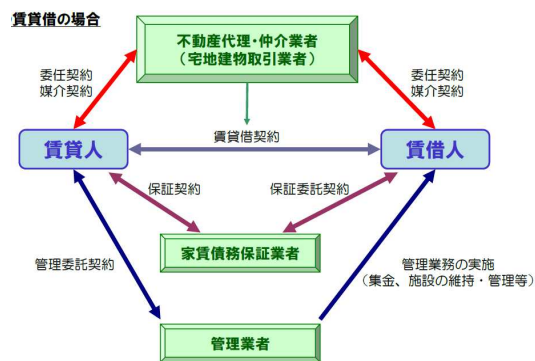 賃貸借の場合
不動産代理・仲介業者
（宅地建物取引業者）
委任契約
媒介契約
委任契約
媒介契約
賃貸借契約
賃貸人
賃借人
保証契約
保証委託契約
家賃債務保証業者
管理委託契約
管理業務の実施
（集金、施設の維持・管理等）
管理業者